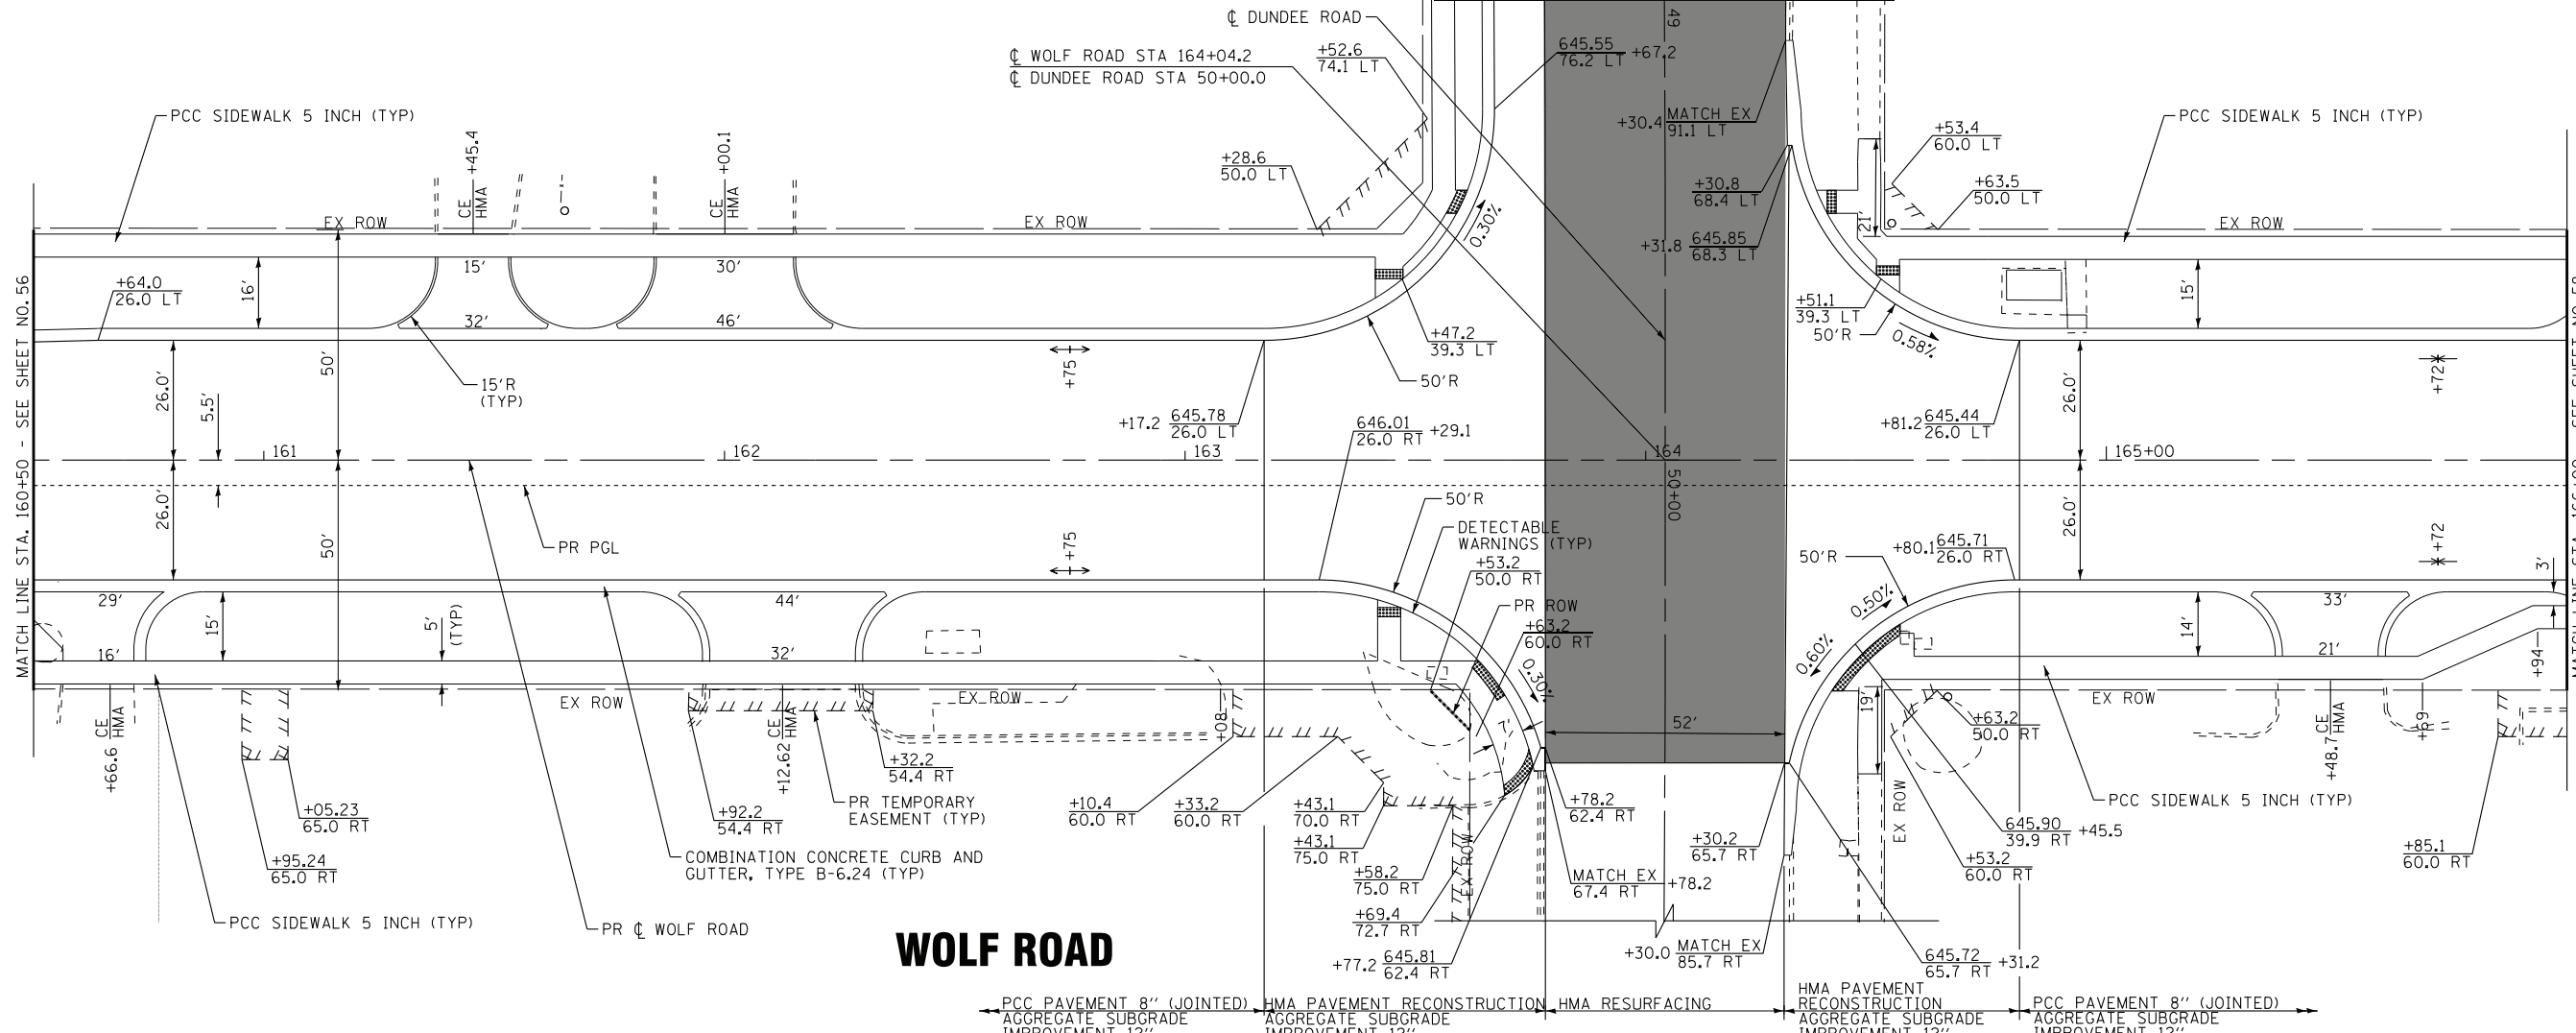 ℄ DUNDEE ROAD
℄ WOLF ROAD STA 164+04.2
℄ DUNDEE ROAD STA 50+00.0
+52.6
74.1 LT
645.55
76.2 LT
+67.2
49
PCC SIDEWALK 5 INCH (TYP)
+45.4
CE
HMA
+00.1
CE
HMA
+28.6
50.0 LT
+30.4
MATCH EX
91.1 LT
+30.8
68.4 LT
+31.8
645.85
68.3 LT
+53.4
60.0 LT
+63.5
50.0 LT
PCC SIDEWALK 5 INCH (TYP)
EX ROW
EX ROW
EX ROW
0.30%
21'
+64.0
26.0 LT
16'
15'
32'
30'
46'
50'
15'R
(TYP)
+75
+47.2
39.3 LT
50'R
+51.1
39.3 LT
50'R
0.58%
15'
+72
MATCH LINE STA. 160+50 - SEE SHEET NO. 56
26.0'
5.5'
+17.2
645.78
26.0 LT
646.01
26.0 RT
+29.1
+81.2
645.44
26.0 LT
26.0'
161
162
163
164
165+00
50+00
26.0'
50'
PR PGL
+75
50'R
DETECTABLE
WARNINGS (TYP)
+53.2
50.0 RT
PR ROW
+63.2
60.0 RT
50'R
+80.1
645.71
26.0 RT
26.0'
+72
3'
29'
16'
15'
5'
(TYP)
44'
32'
0.30%
7'
0.60%
0.50%
14'
33'
21'
+94
EX ROW
EX ROW
EX ROW
52'
19'
+66.6
CE
HMA
+12.62
CE
HMA
+08
+63.2
50.0 RT
+48.7
CE
HMA
+69
+05.23
65.0 RT
+95.24
65.0 RT
+32.2
54.4 RT
+92.2
54.4 RT
PR TEMPORARY
EASEMENT (TYP)
+10.4
60.0 RT
+33.2
60.0 RT
+43.1
70.0 RT
+43.1
75.0 RT
+58.2
75.0 RT
+69.4
72.7 RT
EX ROW
+78.2
62.4 RT
MATCH EX
67.4 RT
+78.2
+30.2
65.7 RT
EX ROW
645.90
39.9 RT
+45.5
+53.2
60.0 RT
PCC SIDEWALK 5 INCH (TYP)
+85.1
60.0 RT
COMBINATION CONCRETE CURB AND
GUTTER, TYPE B-6.24 (TYP)
PCC SIDEWALK 5 INCH (TYP)
PR ℄ WOLF ROAD
WOLF ROAD
+77.2
645.81
62.4 RT
+30.0
MATCH EX
85.7 RT
645.72
65.7 RT
+31.2
PCC PAVEMENT 8" (JOINTED)
AGGREGATE SUBGRADE
IMPROVEMENT 12"
HMA PAVEMENT RECONSTRUCTION
AGGREGATE SUBGRADE
IMPROVEMENT 12"
HMA RESURFACING
HMA PAVEMENT
RECONSTRUCTION
AGGREGATE SUBGRADE
IMPROVEMENT 12"
PCC PAVEMENT 8" (JOINTED)
AGGREGATE SUBGRADE
IMPROVEMENT 12"